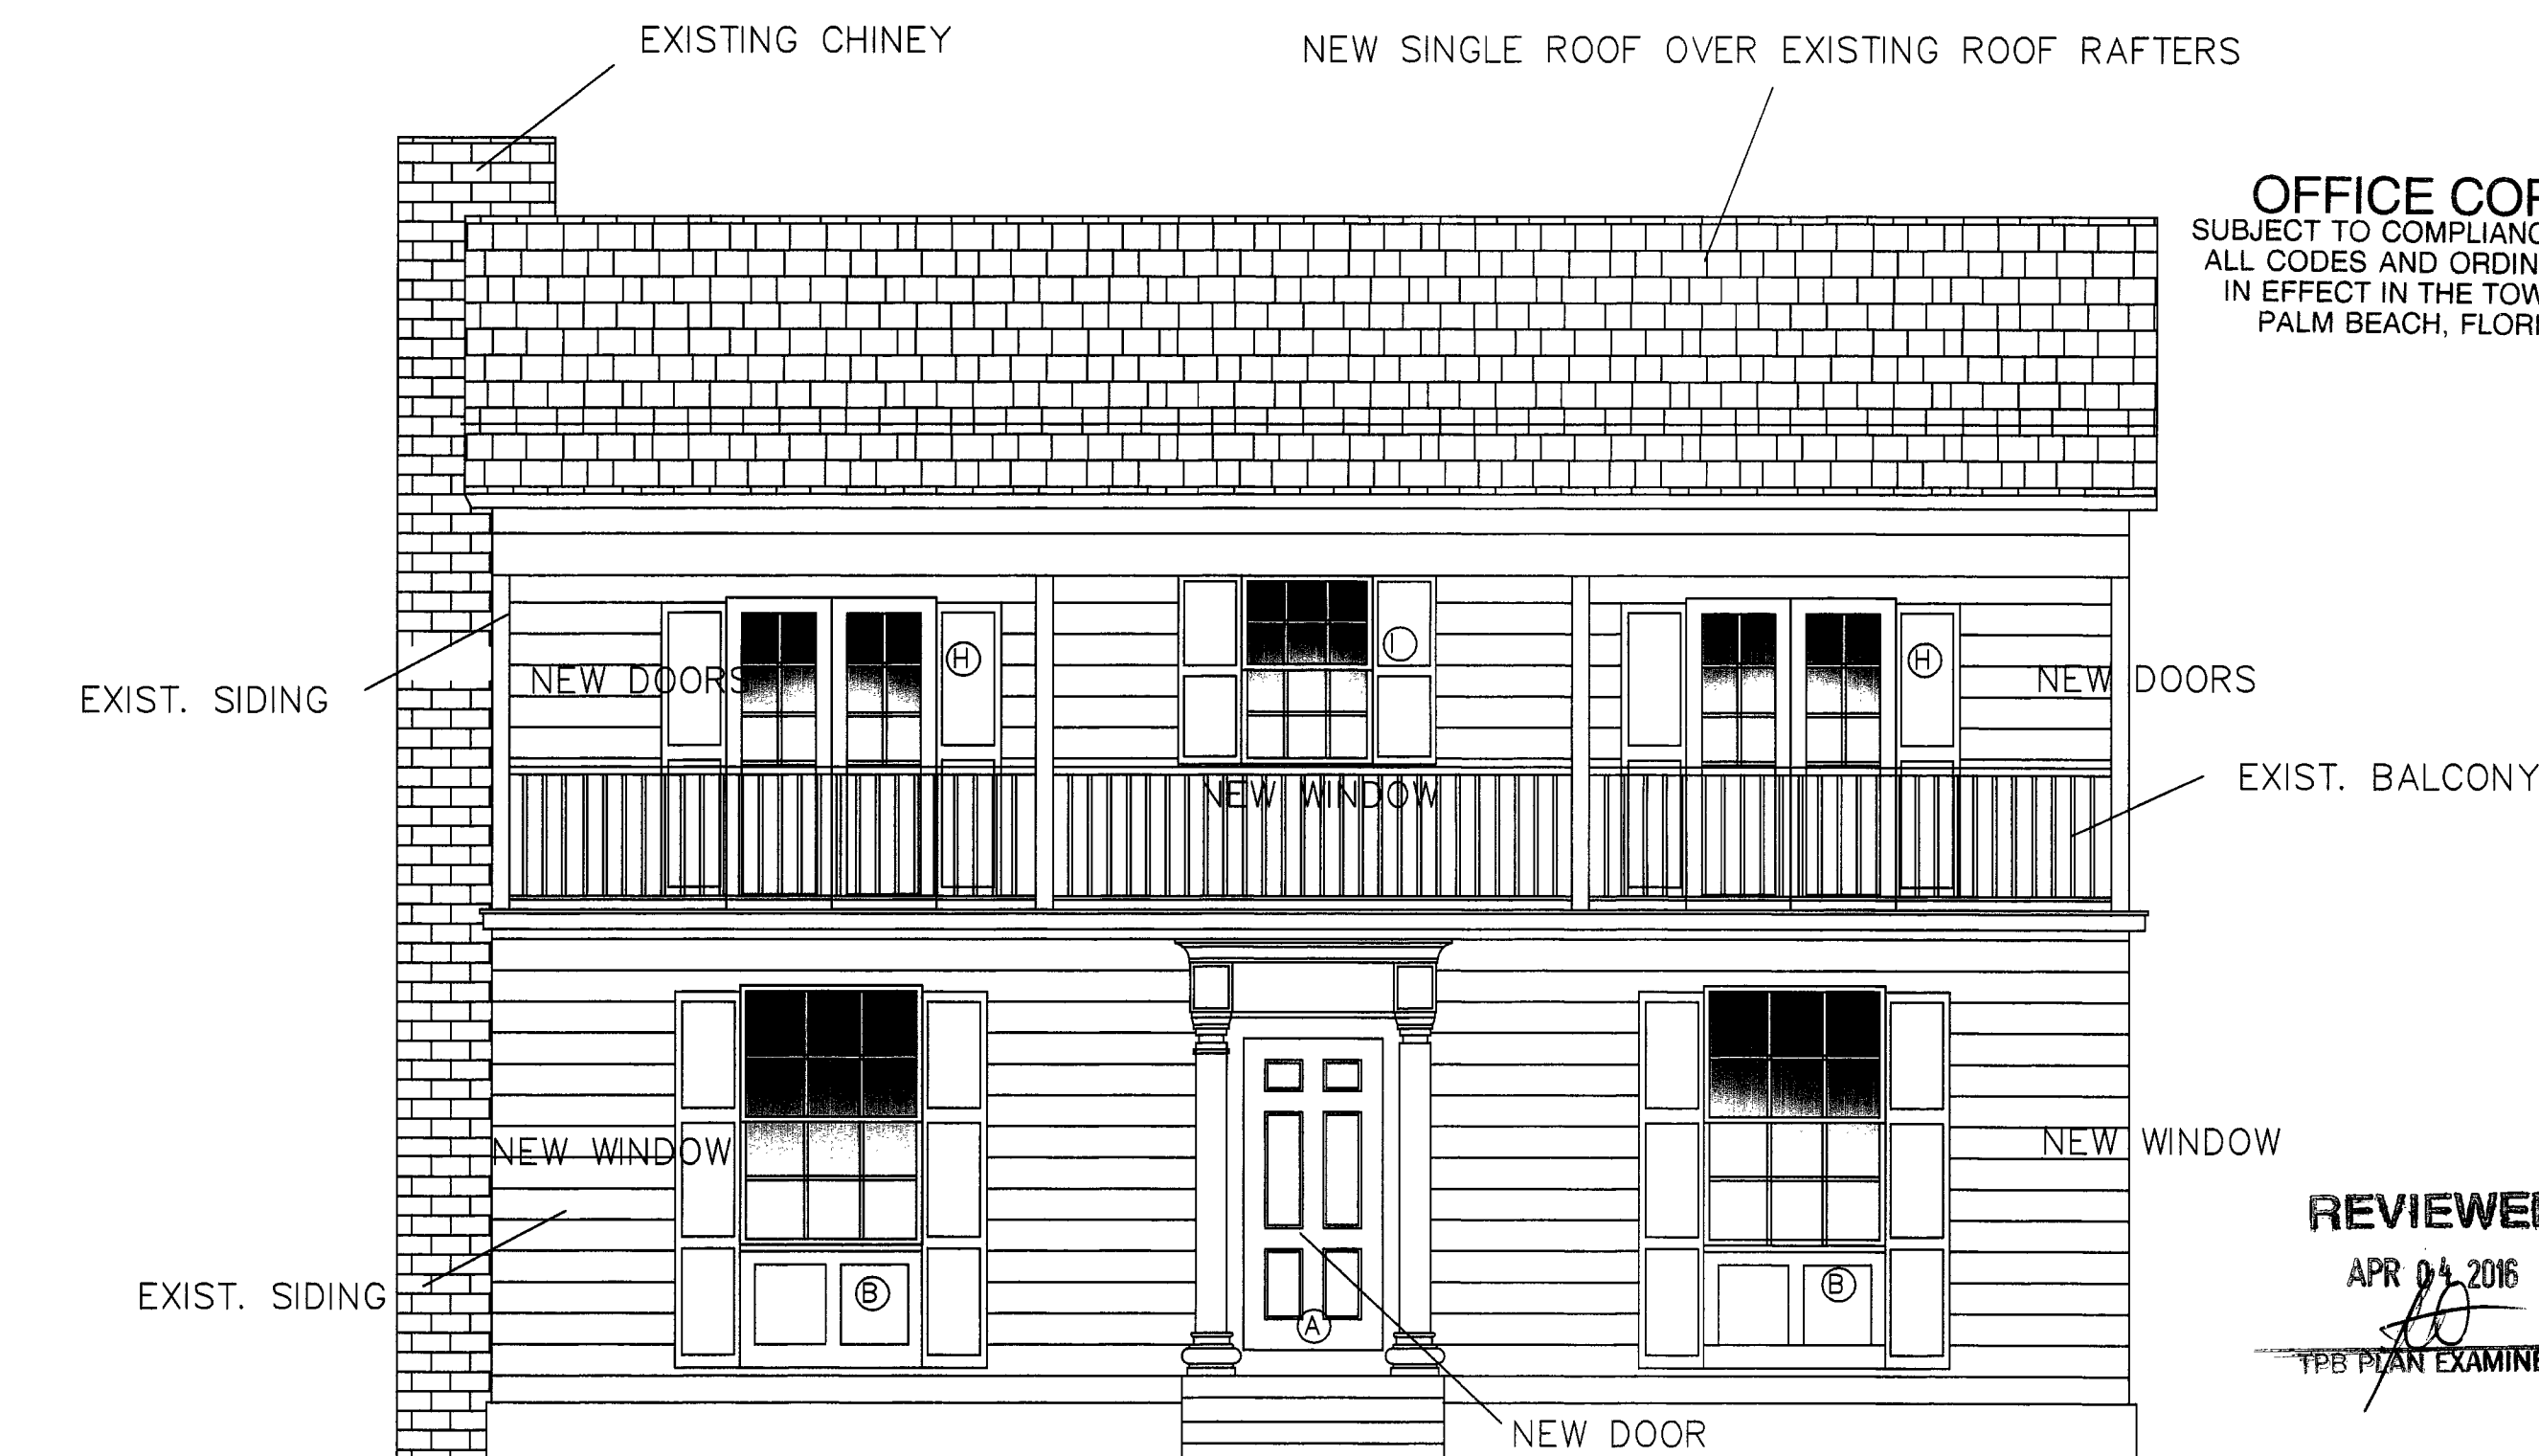 EXISTING CHINEY
NEW SINGLE ROOF OVER EXISTING ROOF RAFTERS
OFFICE COP
SUBJECT TO COMPLIANC
ALL CODES AND ORDIN
IN EFFECT IN THE TOW
PALM BEACH, FLORI
EXIST. SIDING
NEW DOORS
H
I
H
NEW DOORS
NEW WINDOW
EXIST. BALCONY
NEW WINDOW
NEW WINDOW
EXIST. SIDING
B
A
B
NEW DOOR
REVIEWE
APR 04 2016
TPB PLAN EXAMINE